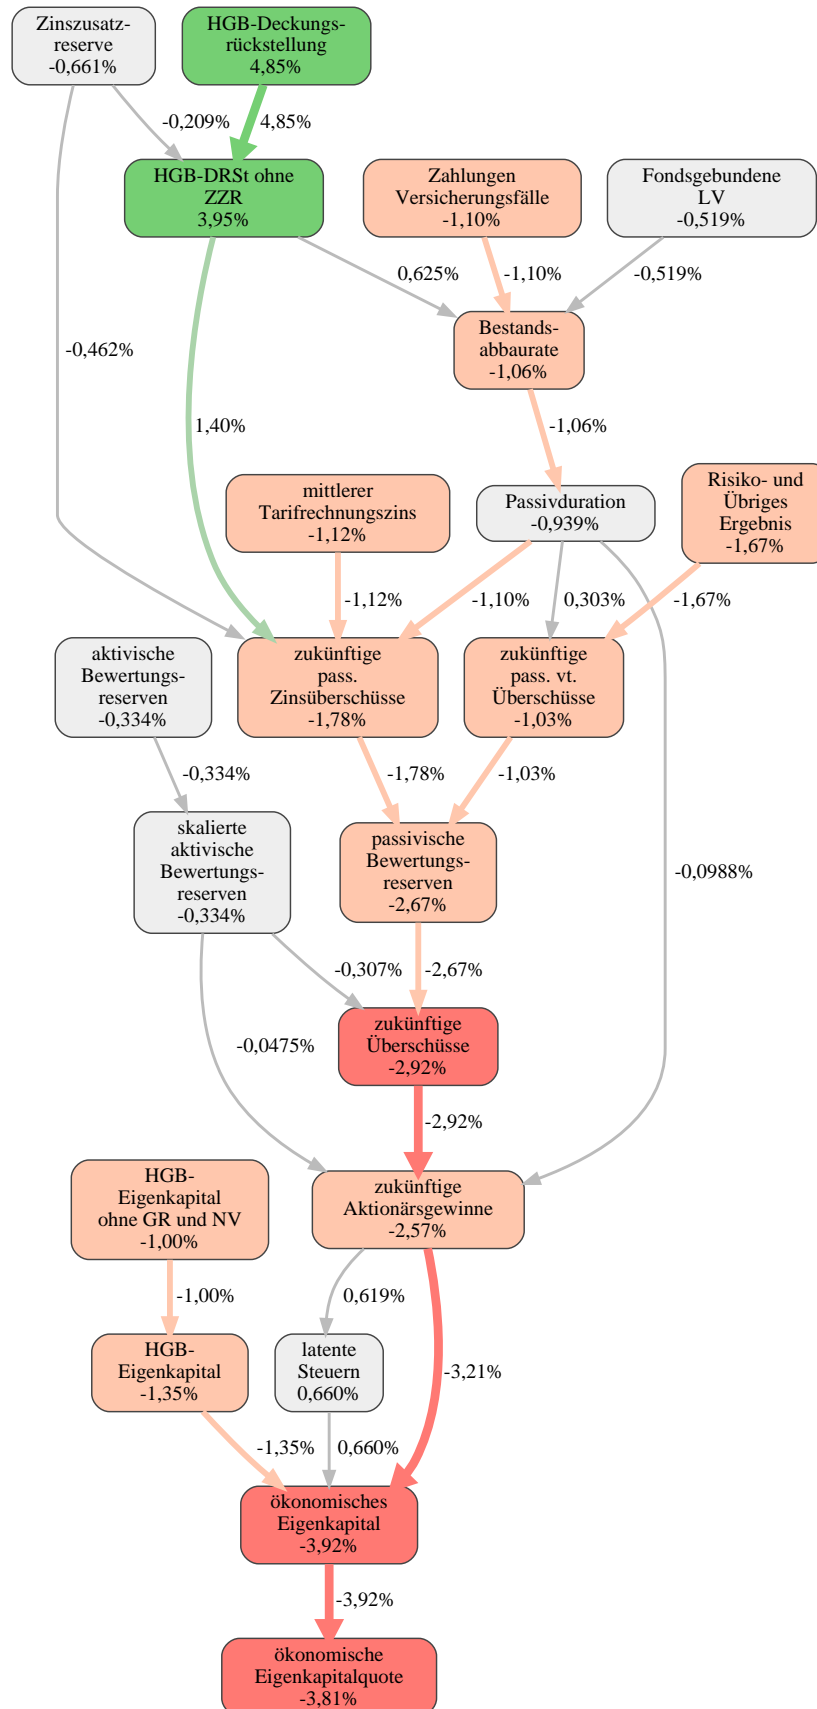 Zinszusatz-
reserve
-0,661%
HGB-Deckungs-
rückstellung
4,85%
-0,209%
4,85%
HGB-DRSt ohne
ZZR
3,95%
Zahlungen
Versicherungsfälle
-1,10%
Fondsgebundene
LV
-0,519%
0,625%
-1,10%
-0,519%
Bestands-
abbaurate
-1,06%
-0,462%
1,40%
-1,06%
mittlerer
Tarifrechnungszins
-1,12%
Passivduration
-0,939%
Risiko- und
Übriges
Ergebnis
-1,67%
-1,12%
-1,10%
0,303%
-1,67%
aktivische
Bewertungs-
reserven
-0,334%
zukünftige
pass.
Zinsüberschüsse
-1,78%
zukünftige
pass. vt.
Überschüsse
-1,03%
-0,334%
-1,78%
-1,03%
skalierte
aktivische
Bewertungs-
reserven
-0,334%
passivische
Bewertungs-
reserven
-2,67%
-0,0988%
-0,307%
-2,67%
zukünftige
Überschüsse
-2,92%
-0,0475%
-2,92%
HGB-
Eigenkapital
ohne GR und NV
-1,00%
zukünftige
Aktionärsgewinne
-2,57%
-1,00%
0,619%
HGB-
Eigenkapital
-1,35%
latente
Steuern
0,660%
-3,21%
-1,35%
0,660%
ökonomisches
Eigenkapital
-3,92%
-3,92%
ökonomische
Eigenkapitalquote
-3,81%